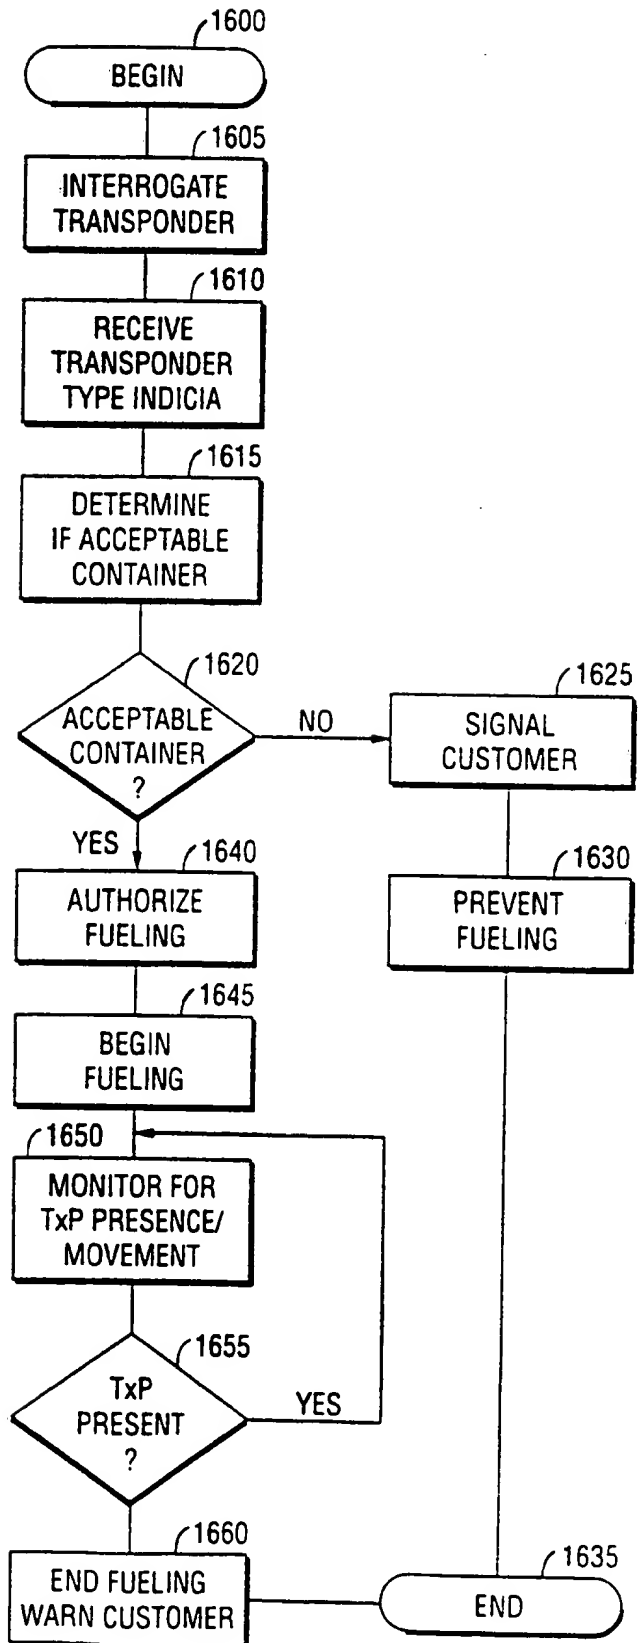 1600
BEGIN
1605
INTERROGATE
TRANSPONDER
1610
RECEIVE
TRANSPONDER
TYPE INDICIA
1615
DETERMINE
IF ACCEPTABLE
CONTAINER
1620
ACCEPTABLE
CONTAINER
?
NO
1625
SIGNAL
CUSTOMER
YES
1630
PREVENT
FUELING
1640
AUTHORIZE
FUELING
1645
BEGIN
FUELING
1650
MONITOR FOR
TxP PRESENCE/
MOVEMENT
1655
TxP
PRESENT
?
YES
1660
END FUELING
WARN CUSTOMER
1635
END